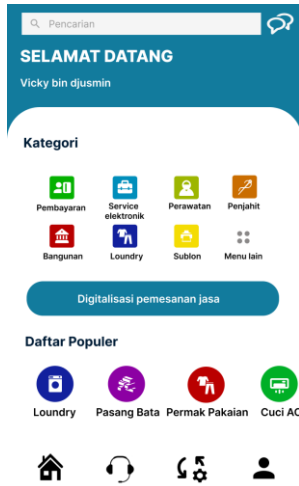 Pencarian
SELAMAT DATANG
Vicky bin djusmin
Kategori
Pembayaran Service elektronik Perawatan Penjahit
Bangunan Loundry Sublon Menu lain
Digitalisasi pemesanan jasa
Daftar Populer
Loundry Pasang Bata Permak Pakaian Cuci AC